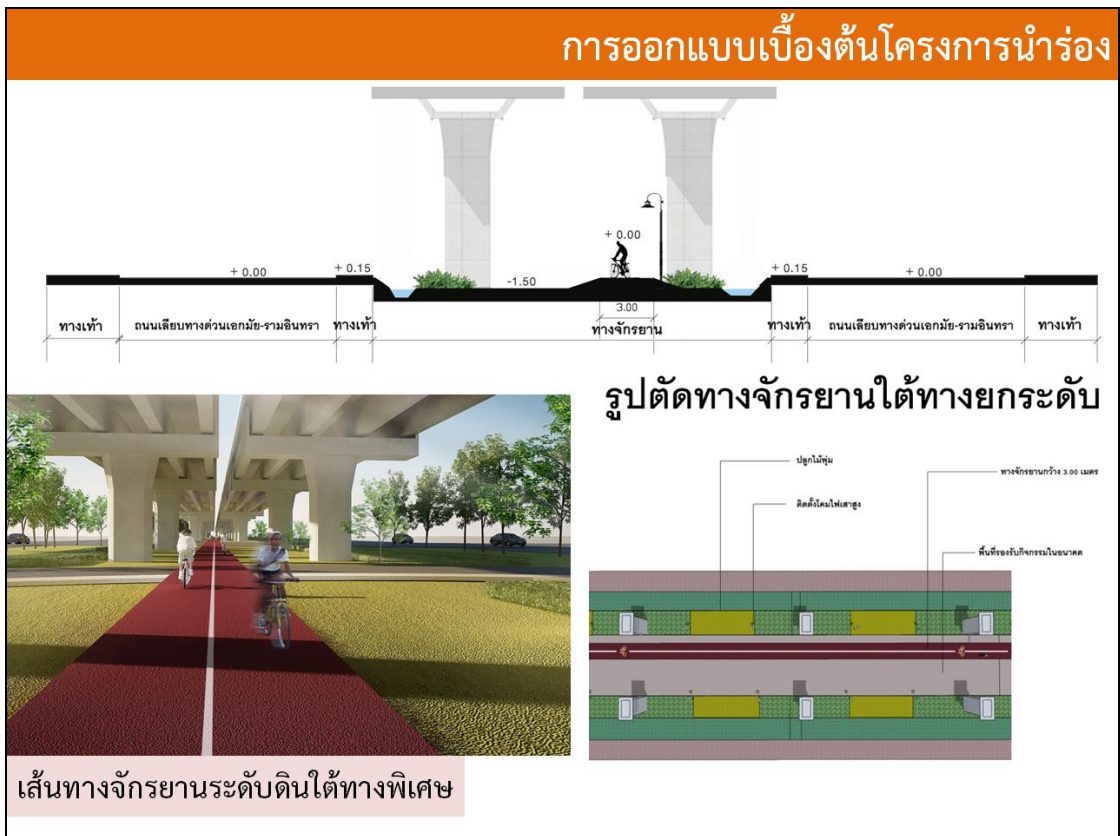 การออกแบบเบื้องต้นโครงการนำร่อง
+ 0.00
+ 0.00
+ 0.15
-1.50
+ 0.15
+ 0.00
3.00
ทางเท้า
ถนนเลียบทางด่วนเอกมัย-รามอินทรา
ทางเท้า
ทางจักรยาน
ทางเท้า
ถนนเลียบทางด่วนเอกมัย-รามอินทรา
ทางเท้า
รูปตัดทางจักรยานใต้ทางยกระดับ
ปลูกไม้พุ่ม
ทางจักรยานกว้าง 3.00 เมตร
ติดตั้งโคมไฟเสาสูง
พื้นที่รองรับกิจกรรมในอนาคต
เส้นทางจักรยานระดับดินใต้ทางพิเศษ